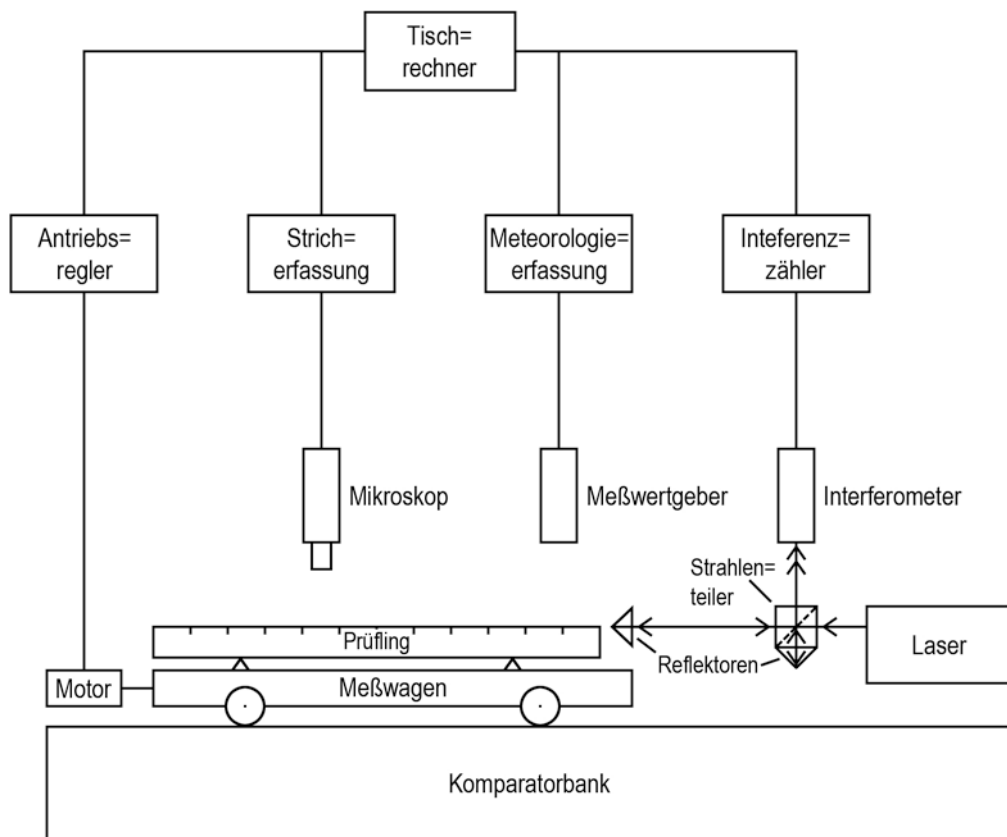 Tisch=
rechner
Antriebs=
regler
Strich=
erfassung
Meteorologie=
erfassung
Inteferenz=
zähler
Mikroskop
Meßwertgeber
Interferometer
Strahlen=
teiler
Prüfling
Reflektoren
Laser
Motor
Meßwagen
Komparatorbank